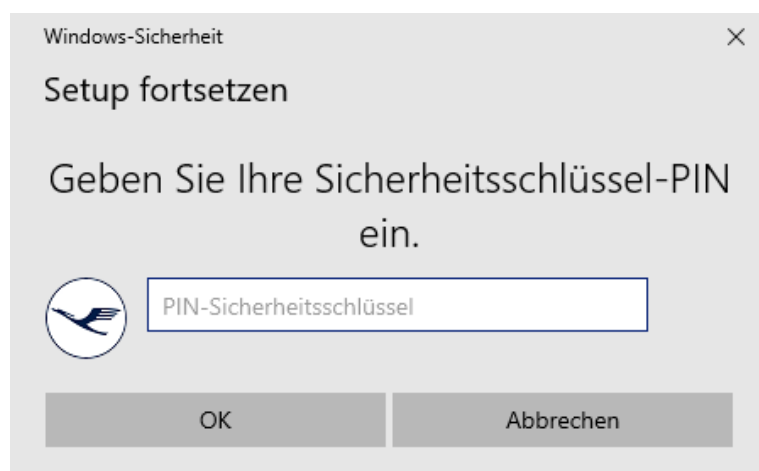 Windows-Sicherheit
Setup fortsetzen
Geben Sie Ihre Sicherheitsschlüssel-PIN
ein.
PIN-Sicherheitsschlüssel
OK
Abbrechen